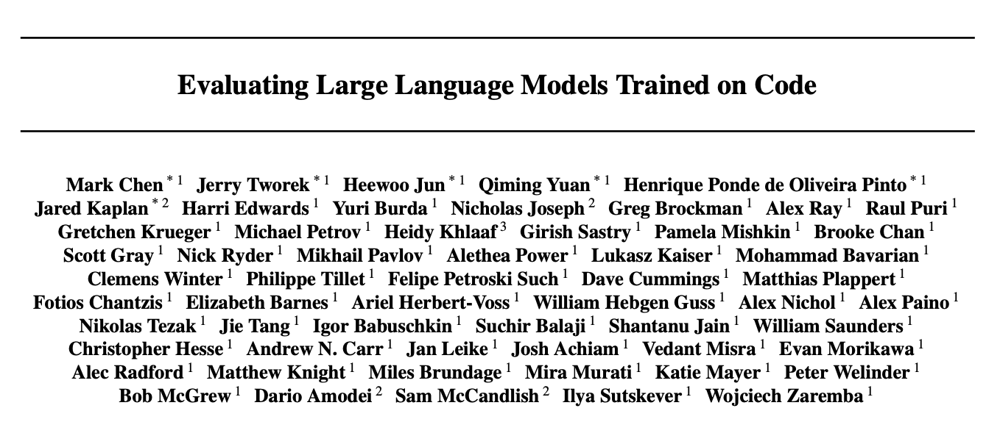 Evaluating Large Language Models Trained on Code
Mark Chen * 1 Jerry Tworek * 1 Heewoo Jun * 1 Qiming Yuan * 1 Henrique Ponde de Oliveira Pinto * 1
Jared Kaplan * 2 Harri Edwards 1 Yuri Burda 1 Nicholas Joseph 2 Greg Brockman 1 Alex Ray 1 Raul Puri 1
Gretchen Krueger 1 Michael Petrov 1 Heidy Khlaaf 3 Girish Sastry 1 Pamela Mishkin 1 Brooke Chan 1
Scott Gray 1 Nick Ryder 1 Mikhail Pavlov 1 Alethea Power 1 Lukasz Kaiser 1 Mohammad Bavarian 1
Clemens Winter 1 Philippe Tillet 1 Felipe Petroski Such 1 Dave Cummings 1 Matthias Plappert 1
Fotios Chantzis 1 Elizabeth Barnes 1 Ariel Herbert-Voss 1 William Hebgen Guss 1 Alex Nichol 1 Alex Paino 1
Nikolas Tezak 1 Jie Tang 1 Igor Babuschkin 1 Suchir Balaji 1 Shantanu Jain 1 William Saunders 1
Christopher Hesse 1 Andrew N. Carr 1 Jan Leike 1 Josh Achiam 1 Vedant Misra 1 Evan Morikawa 1
Alec Radford 1 Matthew Knight 1 Miles Brundage 1 Mira Murati 1 Katie Mayer 1 Peter Welinder 1
Bob McGrew 1 Dario Amodei 2 Sam McCandlish 2 Ilya Sutskever 1 Wojciech Zaremba 1